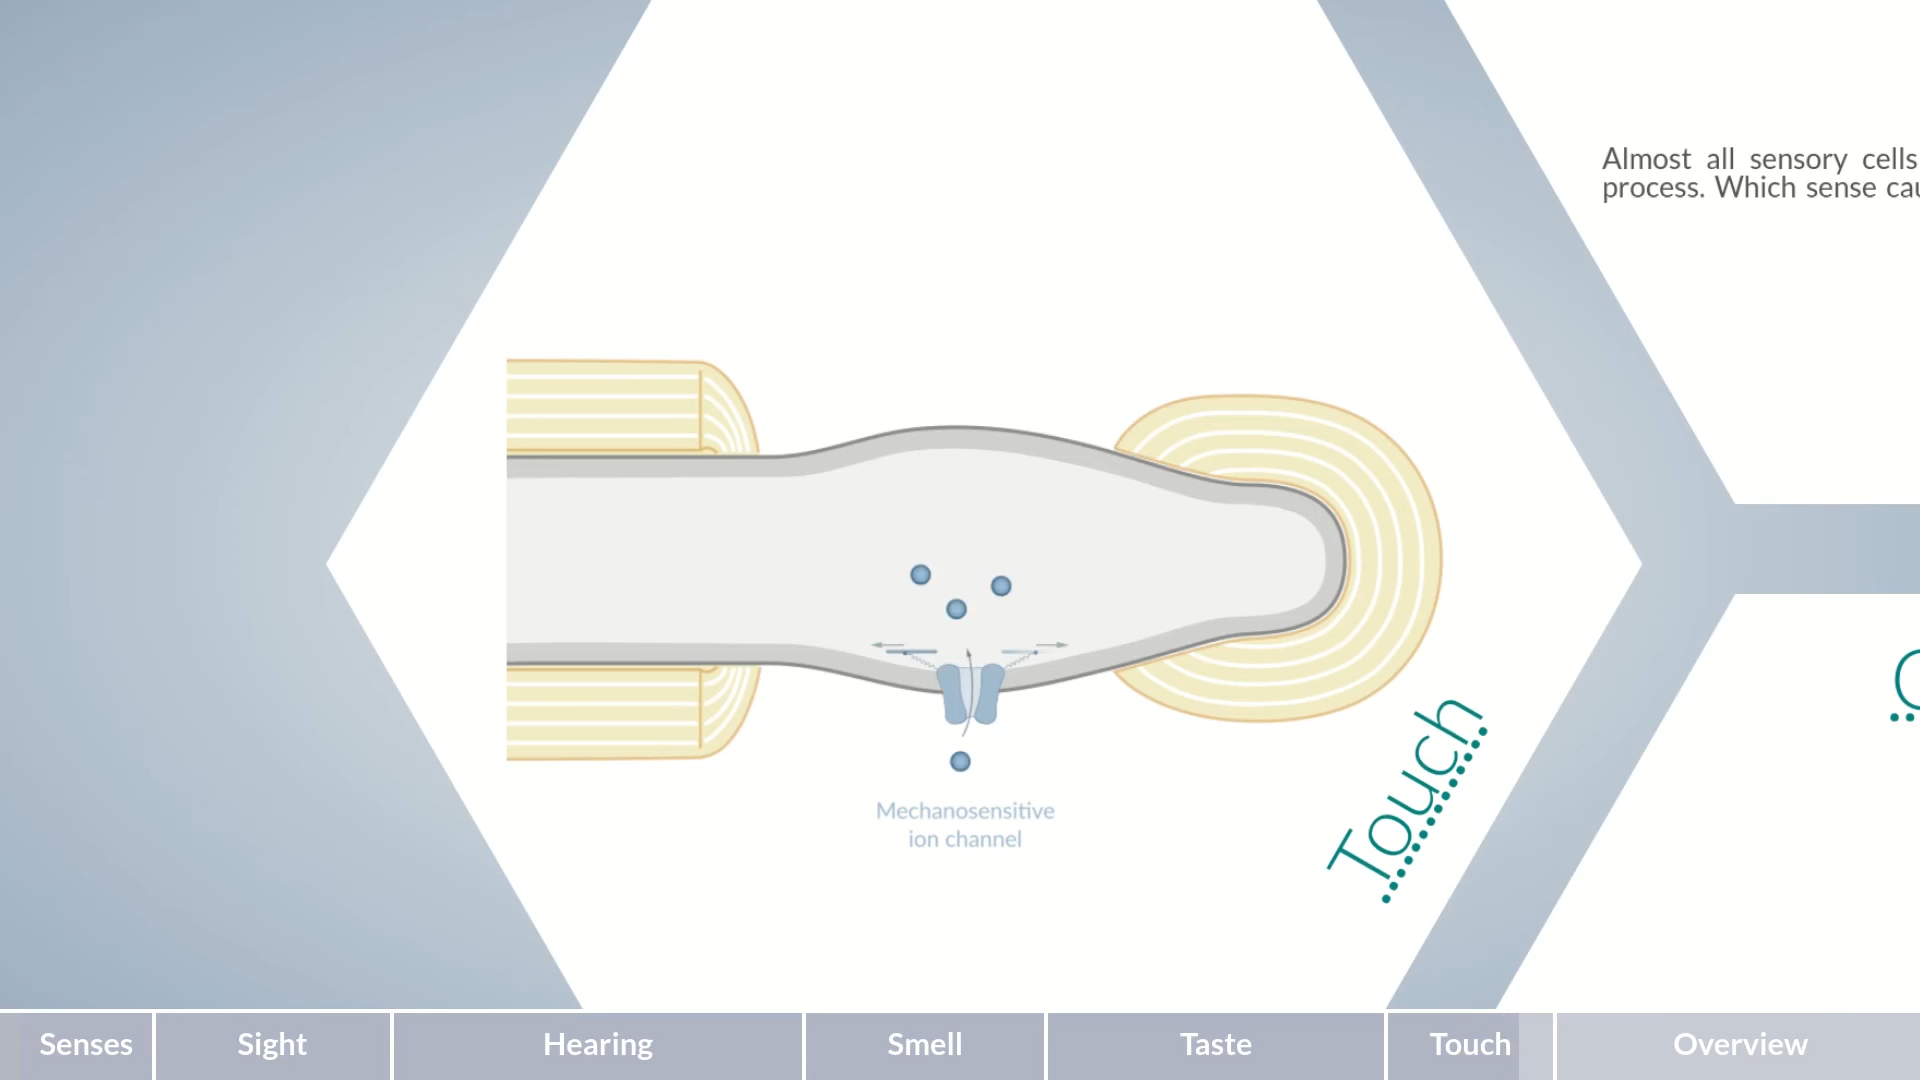 Almost all sensory cells
process. Which sense
Mechanosensitive
ion channel
Touch
Senses
Sight
Hearing
Smell
Taste
Touch
Overview